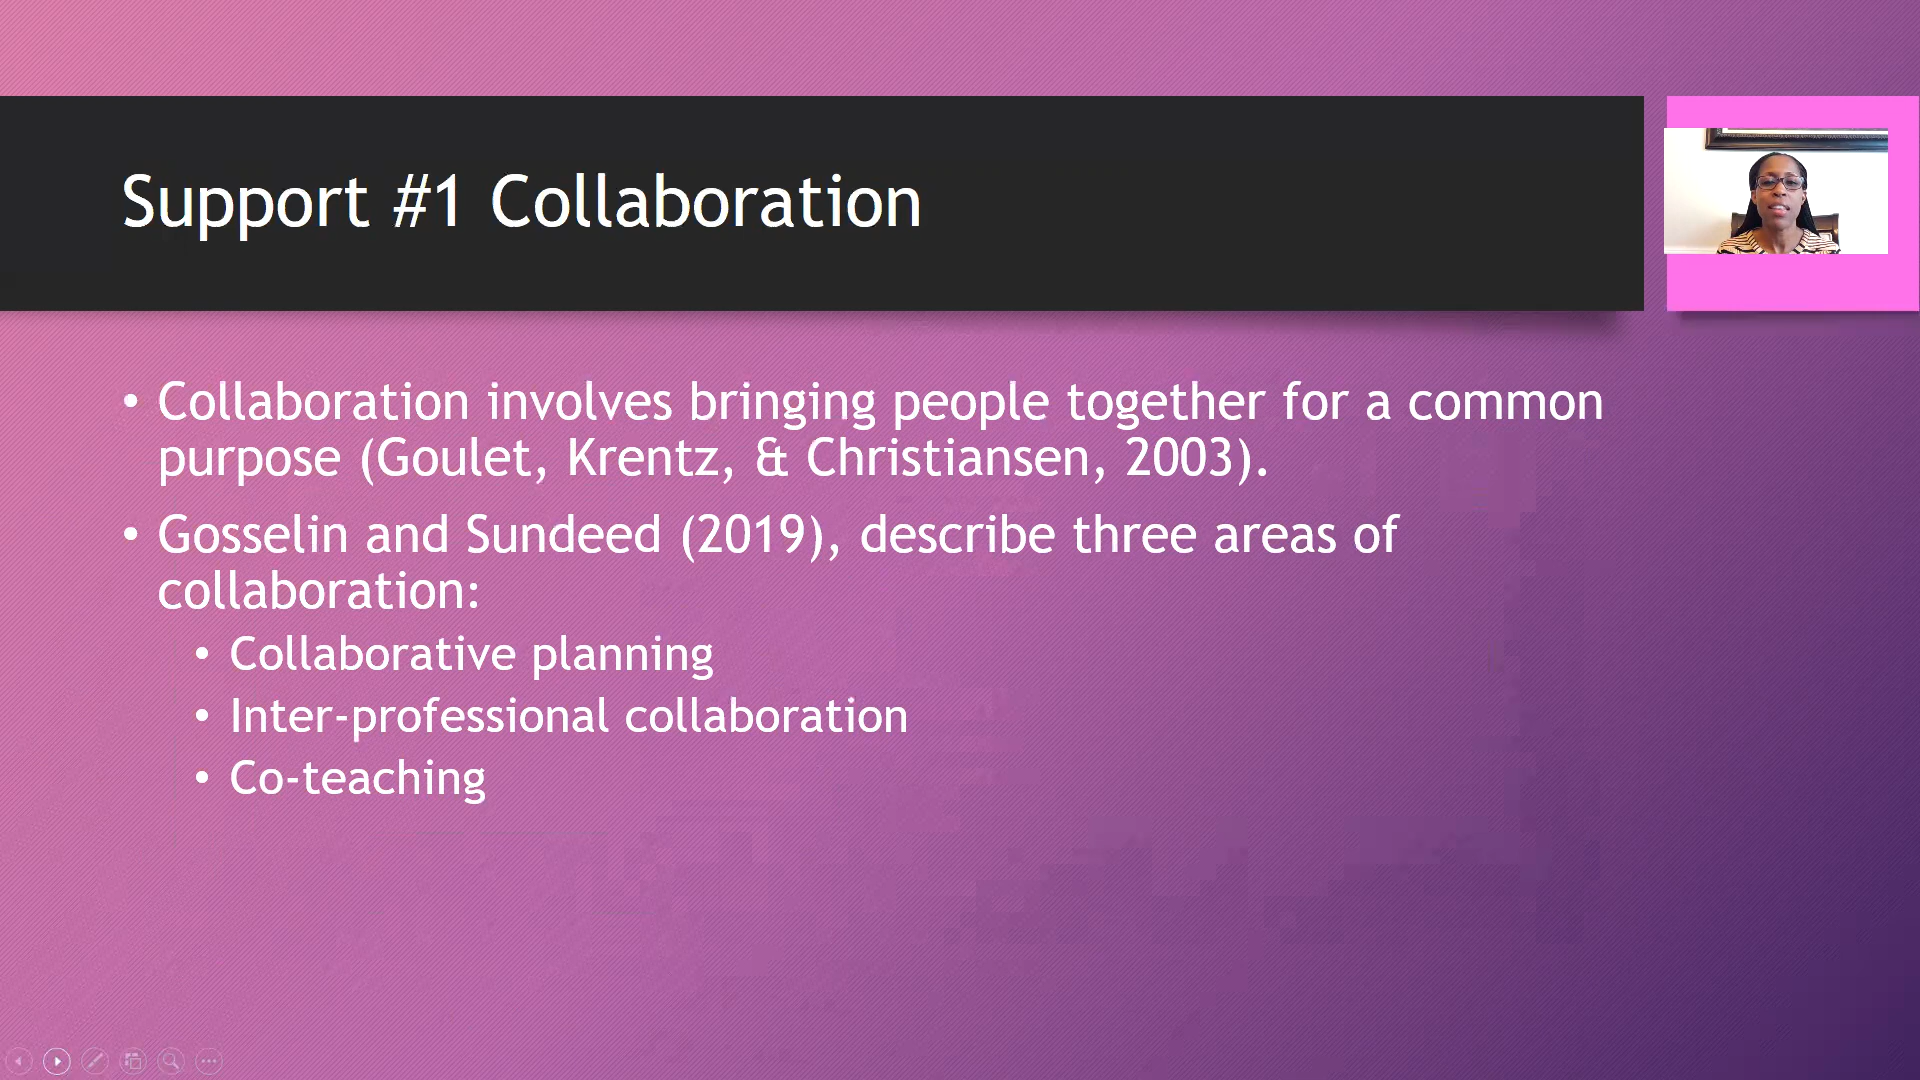 Support #1 Collaboration
• Collaboration involves bringing people together for a common
purpose (Goulet, Krentz, & Christiansen, 2003).
• Gosselin and Sundeed (2019), describe three areas of
collaboration:
• Collaborative planning
• Inter-professional collaboration
• Co-teaching